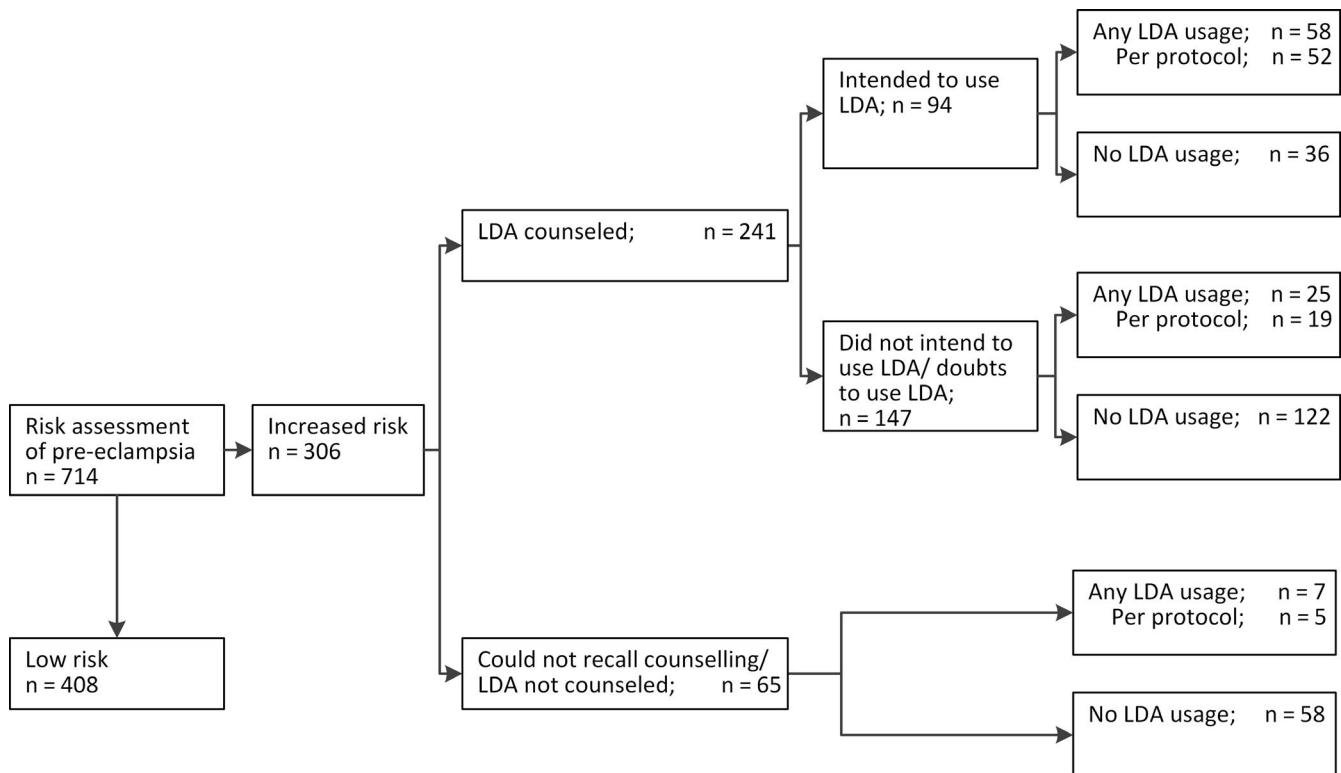 Risk assessment
of pre-eclampsia
n = 714
Low risk
n = 408
Increased risk
n = 306
LDA counseled; n = 241
Could not recall counselling/
LDA not counseled; n = 65
Intended to use
LDA; n = 94
Did not intend to
use LDA/ doubts
to use LDA;
n = 147
Any LDA usage; n = 58
Per protocol; n = 52
No LDA usage; n = 36
Any LDA usage; n = 25
Per protocol; n = 19
No LDA usage; n = 122
Any LDA usage; n = 7
Per protocol; n = 5
No LDA usage; n = 58